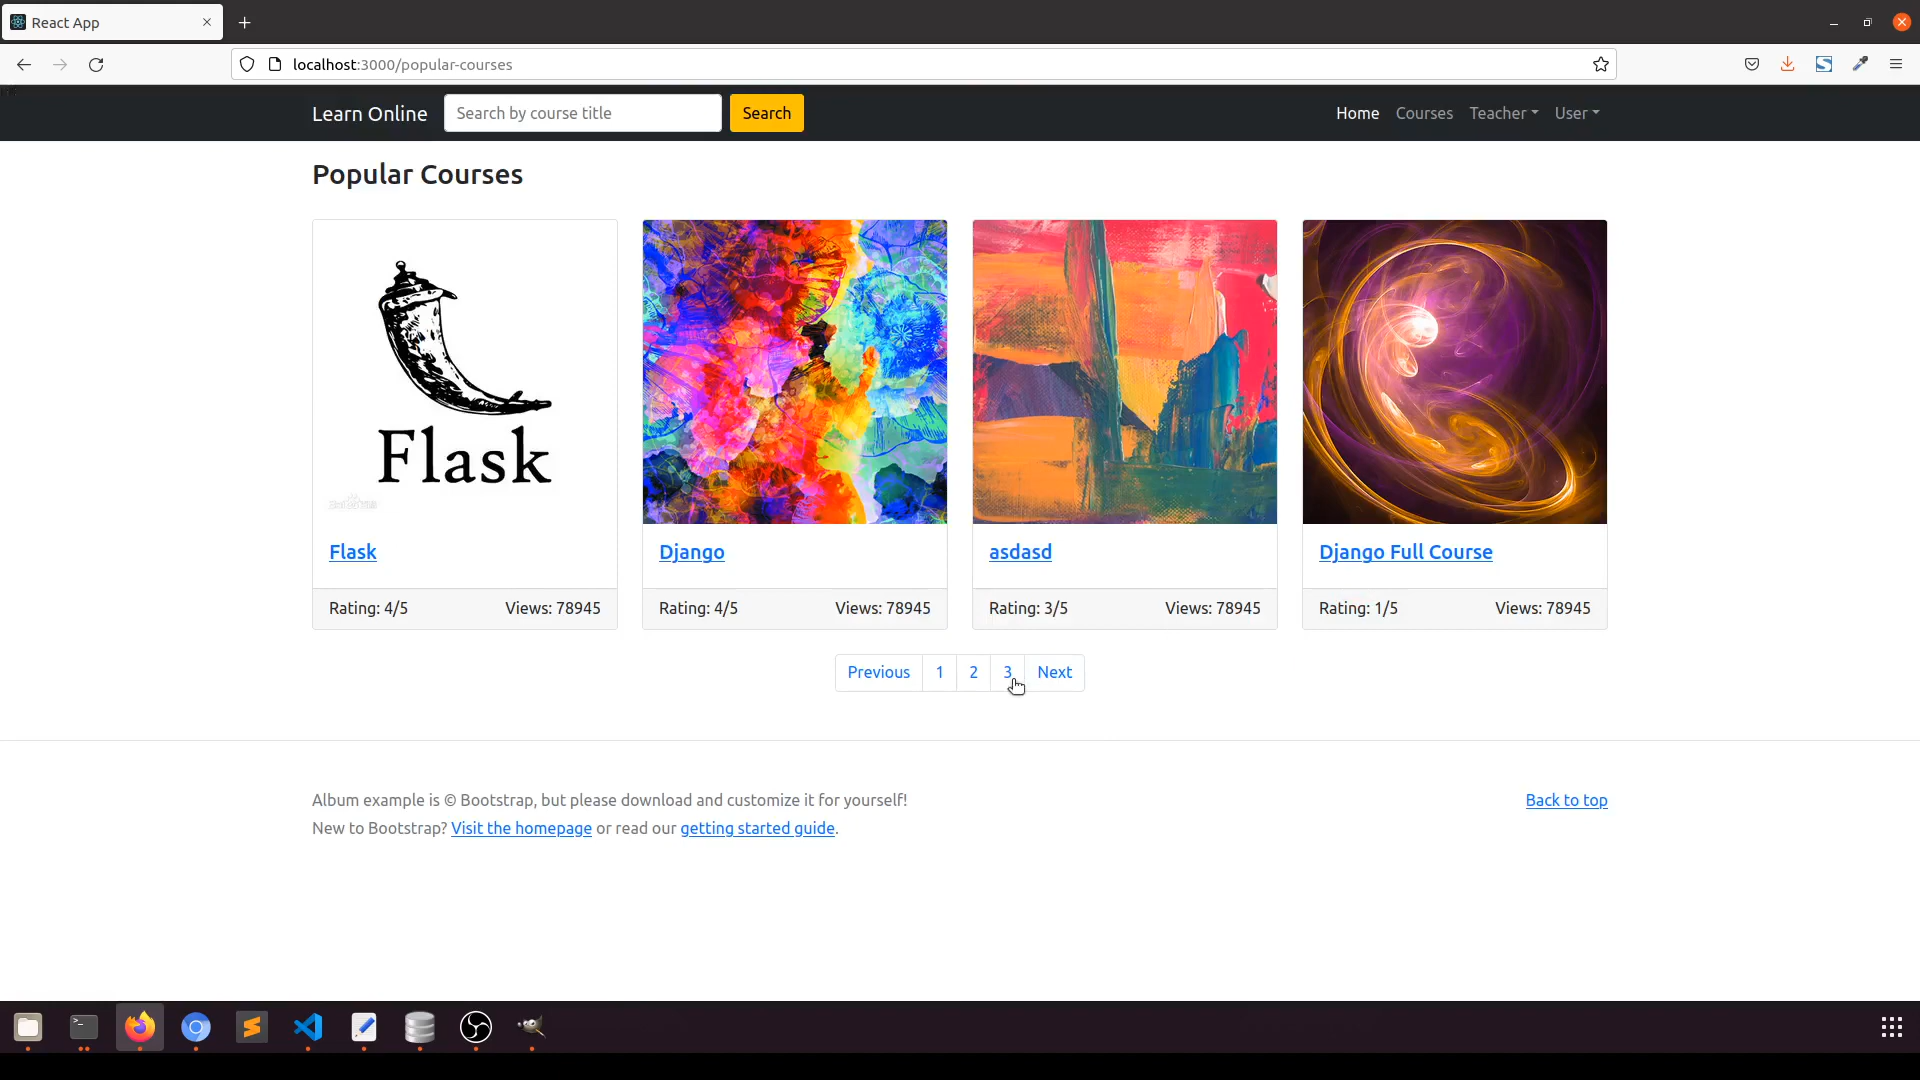 React App
localhost:3000/popular-courses
Learn Online
Search by course title
Search
Home
Courses
Teacher
User
Popular Courses
Flask
Flask
Rating: 4/5
Views: 78945
Django
Rating: 4/5
Views: 78945
asdasd
Rating: 3/5
Views: 78945
Django Full Course
Rating: 1/5
Views: 78945
Previous
1
2
3
Next
Album example is © Bootstrap, but please download and customize it for yourself!
Back to top
New to Bootstrap? Visit the homepage or read our getting started guide.